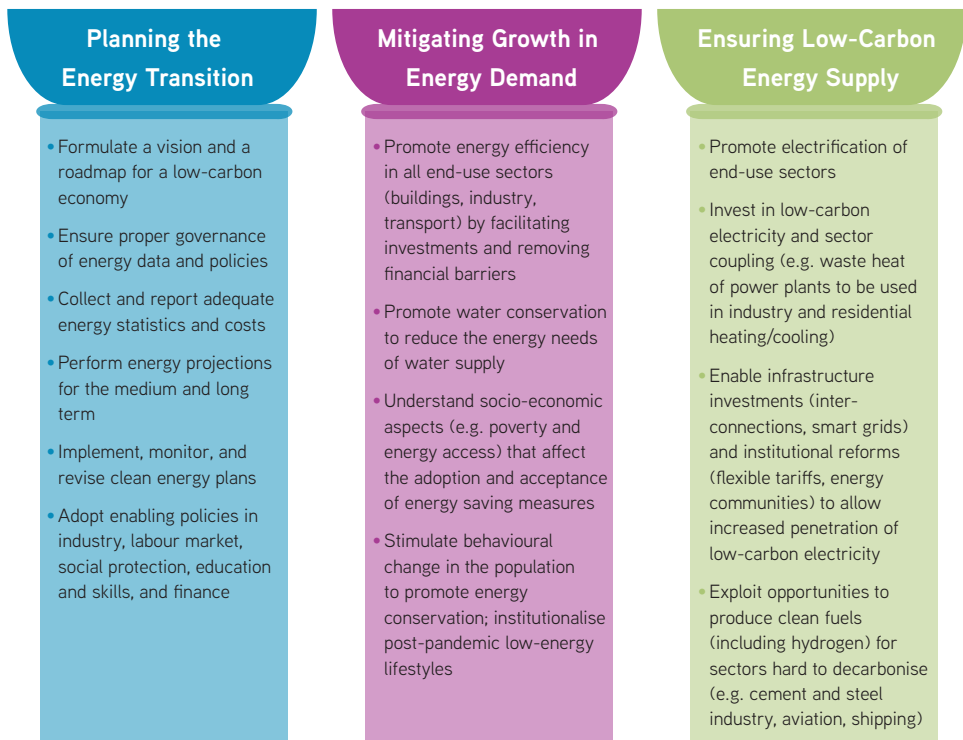 Planning the
Energy Transition
• Formulate a vision and a
roadmap for a low-carbon
economy
• Ensure proper governance
of energy data and policies
• Collect and report adequate
energy statistics and costs
• Perform energy projections
for the medium and long
term
• Implement, monitor, and
revise clean energy plans
• Adopt enabling policies in
industry, labour market,
social protection, education
and skills, and finance
Mitigating Growth in
Energy Demand
• Promote energy efficiency
in all end-use sectors
(buildings, industry,
transport) by facilitating
investments and removing
financial barriers
• Promote water conservation
to reduce the energy needs
of water supply
• Understand socio-economic
aspects (e.g. poverty and
energy access) that affect
the adoption and acceptance
of energy saving measures
• Stimulate behavioural
change in the population
to promote energy
conservation; institutionalise
post-pandemic low-energy
lifestyles
Ensuring Low-Carbon
Energy Supply
• Promote electrification of
end-use sectors
• Invest in low-carbon
electricity and sector
coupling (e.g. waste heat
of power plants to be used
in industry and residential
heating/cooling)
• Enable infrastructure
investments (inter-
connections, smart grids)
and institutional reforms
(flexible tariffs, energy
communities) to allow
increased penetration of
low-carbon electricity
• Exploit opportunities to
produce clean fuels
(including hydrogen) for
sectors hard to decarbonise
(e.g. cement and steel
industry, aviation, shipping)